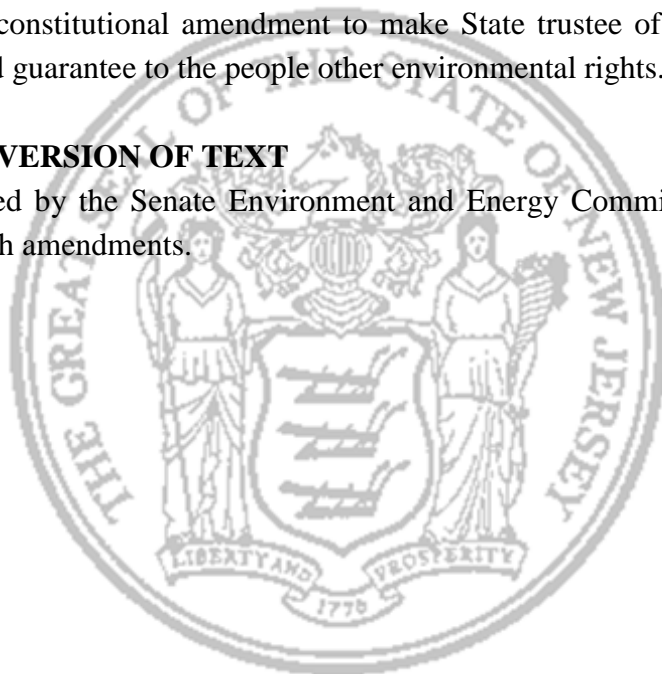 constitutional amendment to make State trustee of
d guarantee to the people other environmental rights.
VERSION OF TEXT
ed by the Senate Environment and Energy Commi
h amendments.
THE GREAT SEAL OF THE STATE OF NEW JERSEY
LIBERTY AND PROSPERITY
1776